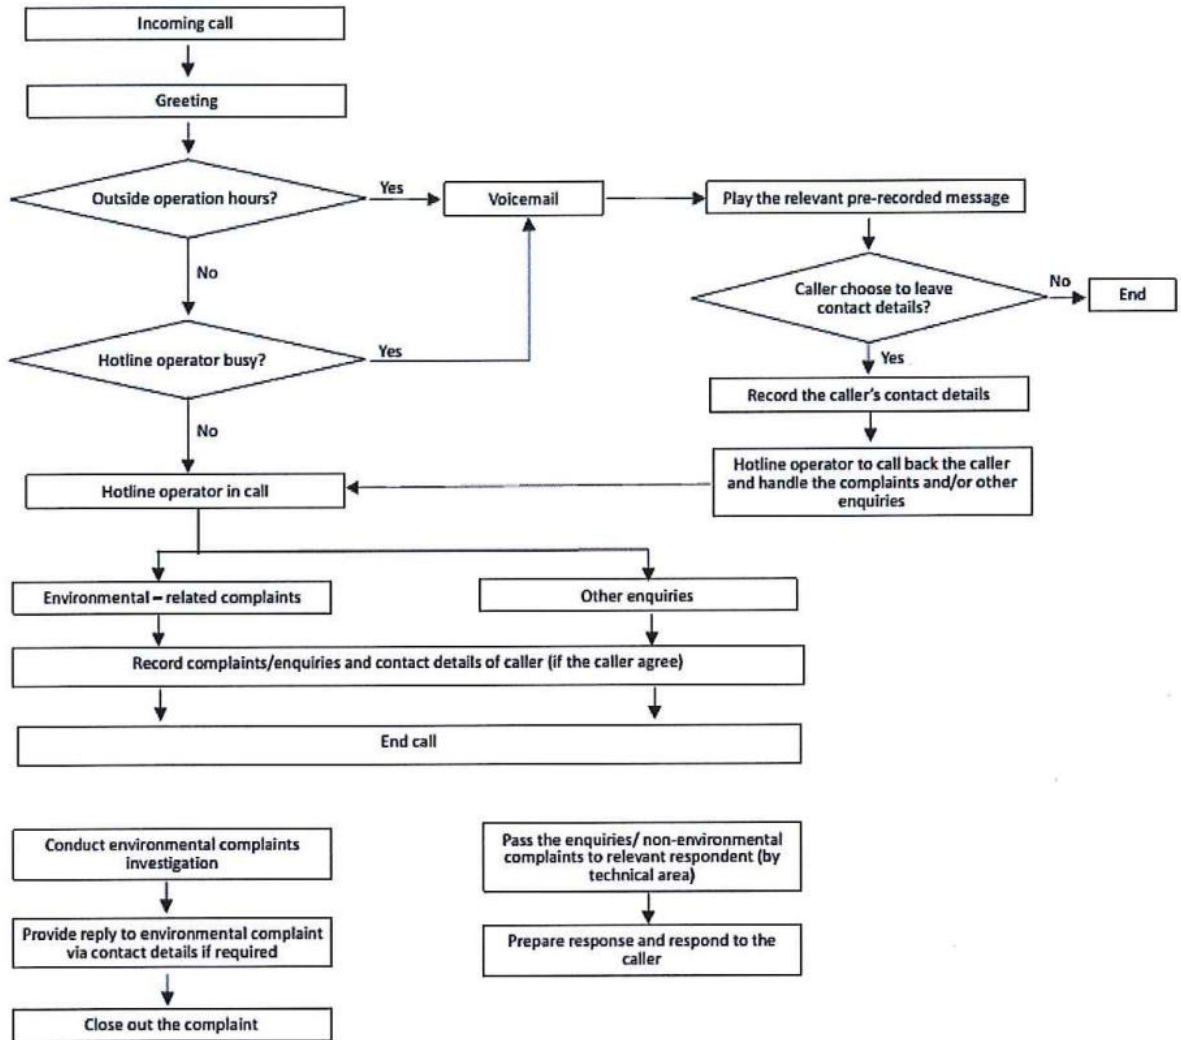 Incoming call
Greeting
Outside operation hours?
Yes
Voicemail
Play the relevant pre-recorded message
No
Caller choose to leave
contact details?
No
End
Hotline operator busy?
Yes
Yes
Record the caller's contact details
No
Hotline operator to call back the caller
and handle the complaints and/or other
enquiries
Hotline operator in call
Environmental – related complaints
Other enquiries
Record complaints/enquiries and contact details of caller (if the caller agree)
End call
Conduct environmental complaints
investigation
Provide reply to environmental complaint
via contact details if required
Close out the complaint
Pass the enquiries/ non-environmental
complaints to relevant respondent (by
technical area)
Prepare response and respond to the
caller